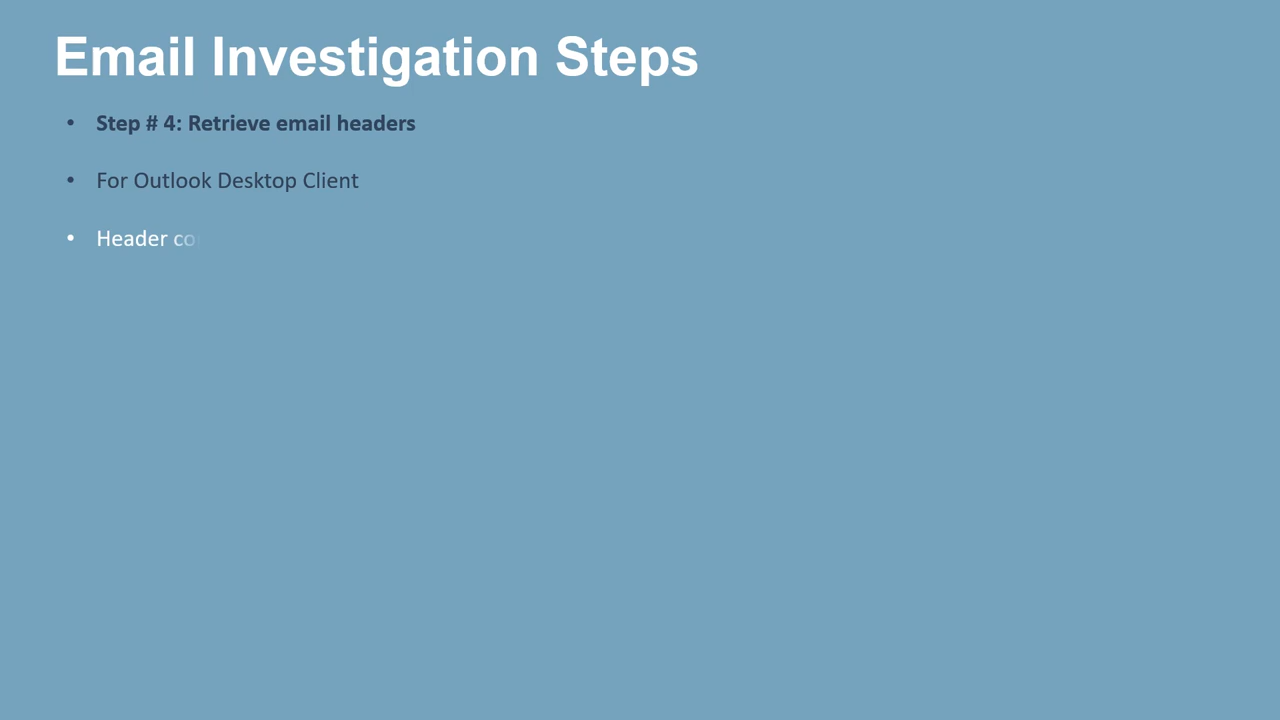 Email Investigation Steps
• Step # 4: Retrieve email headers
• For Outlook Desktop Client
• Header